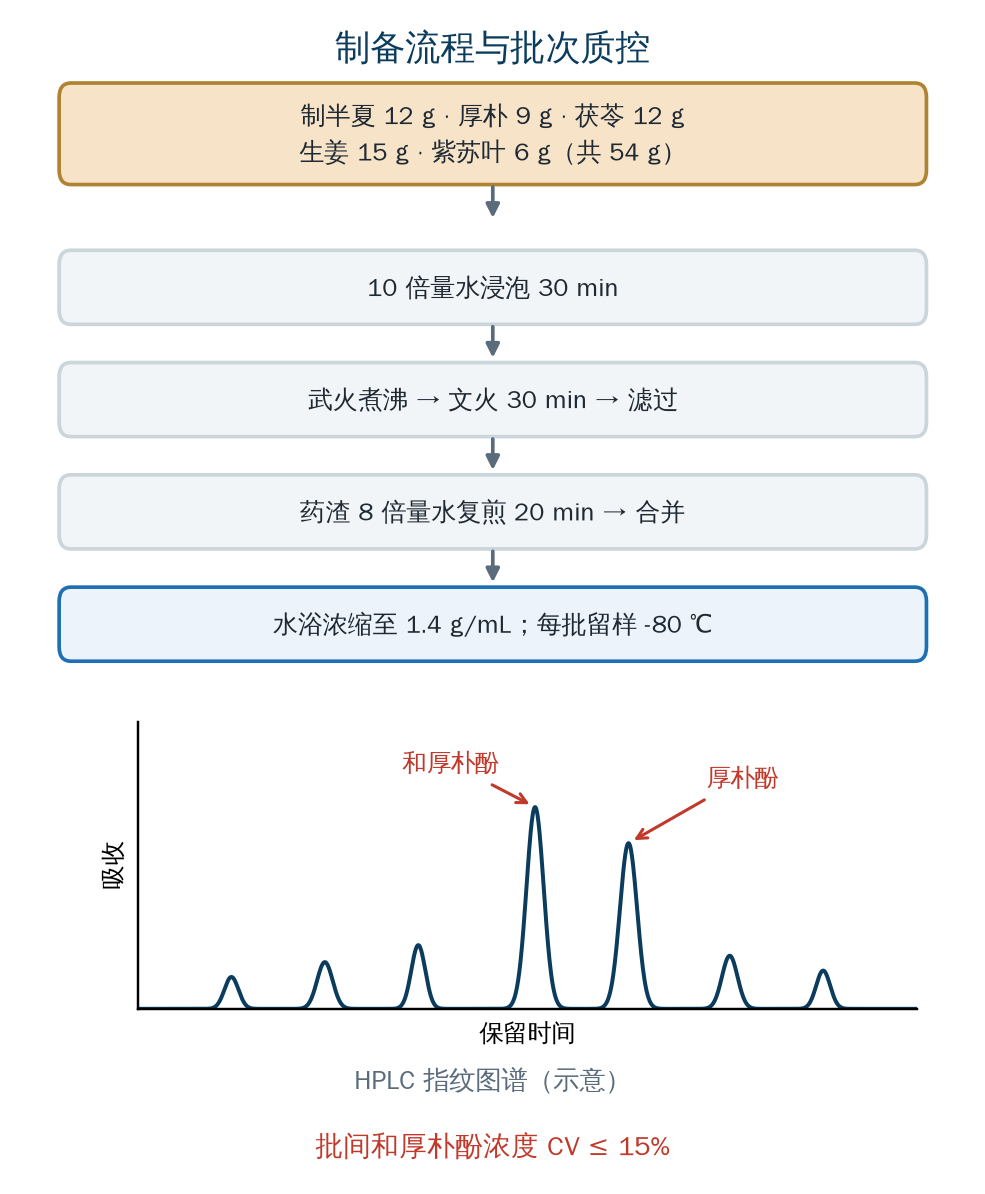 制备流程与批次质控
制半夏 12 g · 厚朴 9 g · 茯苓 12 g
生姜 15 g · 紫苏叶 6 g（共 54 g）
10 倍量水浸泡 30 min
武火煮沸 → 文火 30 min → 滤过
药渣 8 倍量水复煎 20 min → 合并
水浴浓缩至 1.4 g/mL；每批留样 -80 ℃
和厚朴酚
厚朴酚
吸收
保留时间
HPLC 指纹图谱（示意）
批间和厚朴酚浓度 CV ≤ 15%